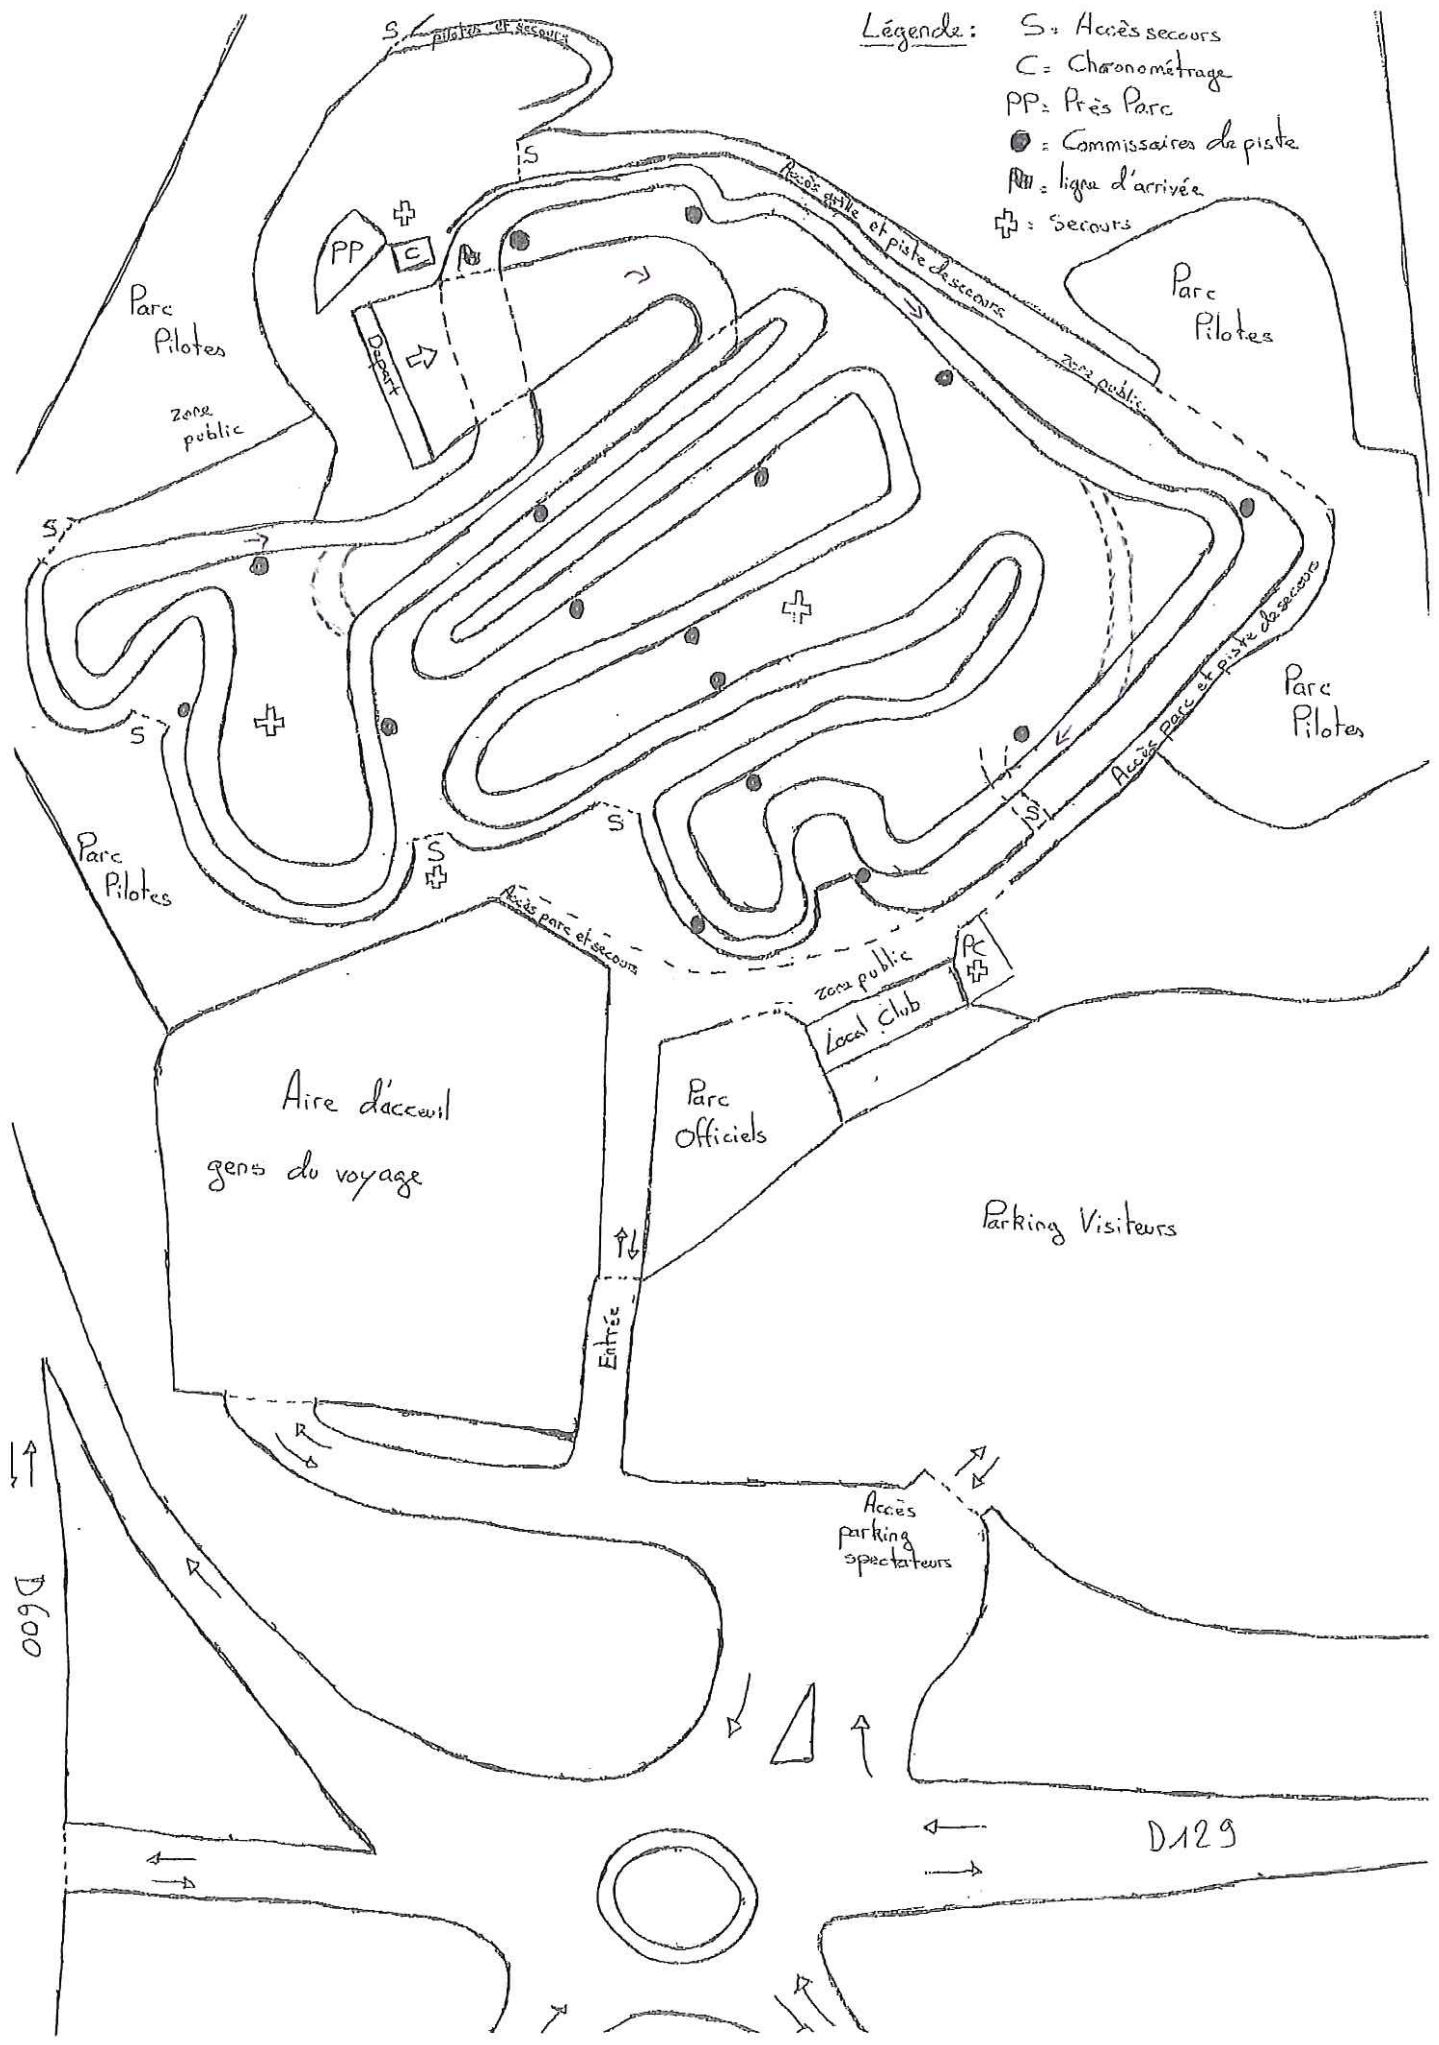 Légende :
S = Accès secours
C = Chronométrage
PP = Près Parc
= Commissaires de piste
= ligne d'arrivée
= Secours
S
pilotes et secours
S
Accès grille et piste de secours
PP
C
Parc
Pilotes
Parc
Pilotes
Départ
zone public
zone
public
S
Accès parc et piste de secours
Parc
Pilotes
S
S
S
S
Parc
Pilotes
Accès parc et secours
zone public
PC
Local Club
Aire d'acceuil
gens du voyage
Parc
Officiels
Parking Visiteurs
Entrée
Accès
parking
spectateurs
D600
D129